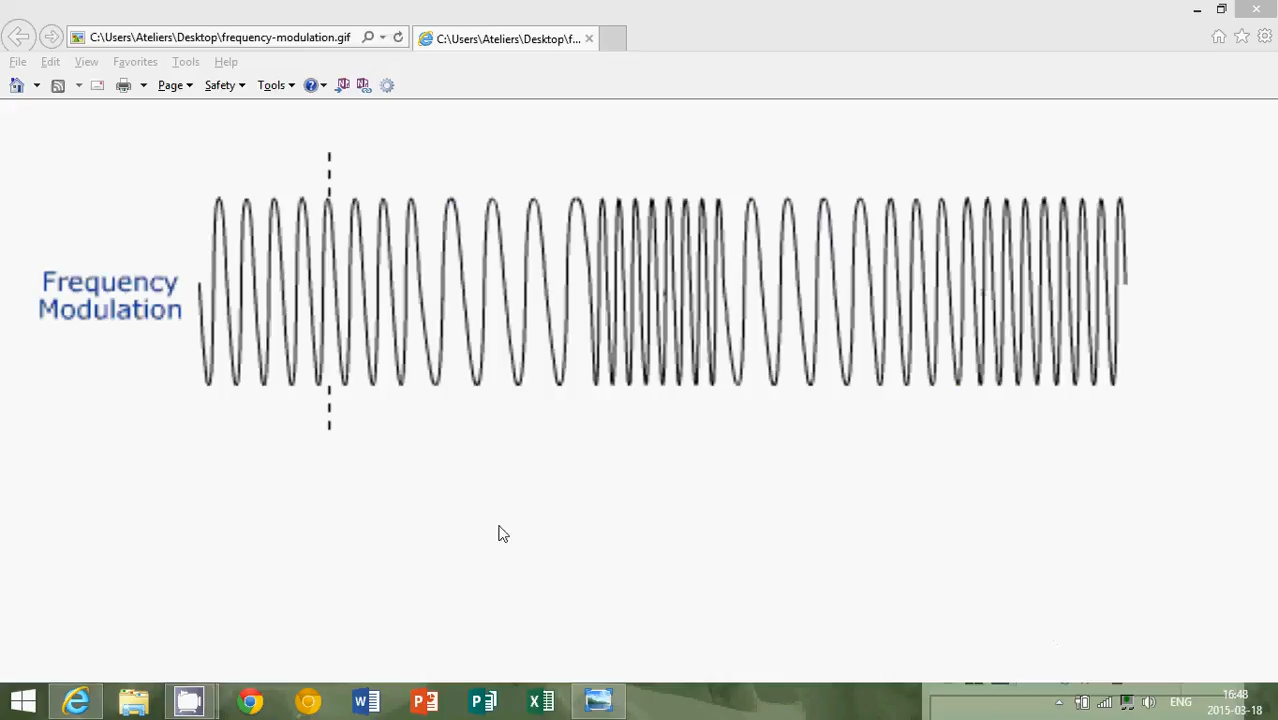 C:\Users\Ateliers\Desktop\frequency-modulation.gif
C:\Users\Ateliers\Desktop\f...
File Edit View Favorites Tools Help
Page Safety Tools
Frequency
Modulation
ENG
16:48
2015-03-18